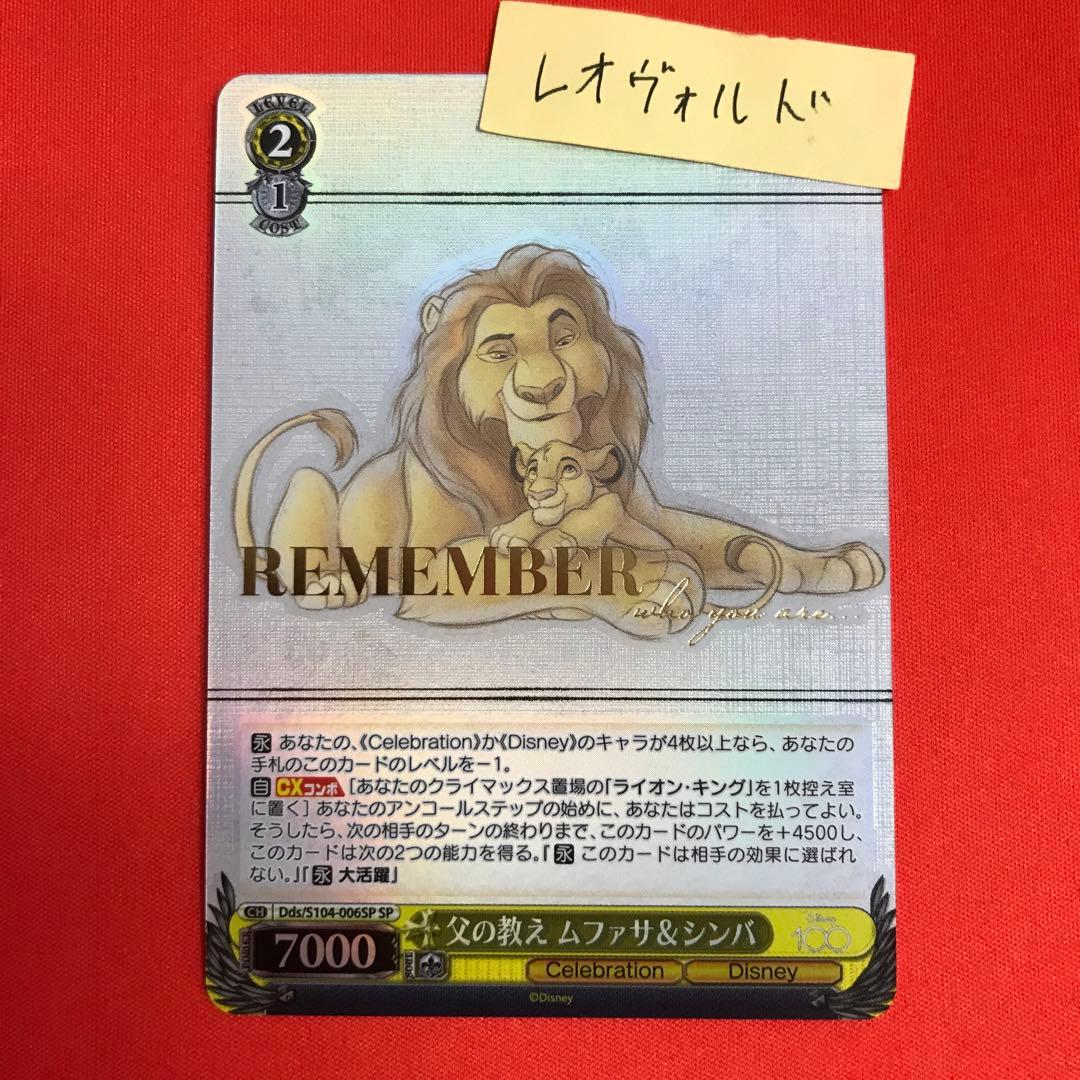 レオヴォルド
LEVEL
2
1
COST
REMEMBER
who you are...
永 あなたの、《Celebration》か《Disney》のキャラが4枚以上なら、あなたの
手札のこのカードのレベルを－1。
自 CXコンボ ［あなたのクライマックス置場の「ライオン・キング」を1枚控え室
に置く］ あなたのアンコールステップの始めに、あなたはコストを払ってよい。
そうしたら、次の相手のターンの終わりまで、このカードのパワーを＋4500し、
このカードは次の2つの能力を得る。『永 このカードは相手の効果に選ばれ
ない。』『永 大活躍』
CH Dds/S104-006SP SP
父の教え ムファサ＆シンバ
Disney 100
POWER 7000 SOUL
Celebration Disney
©Disney